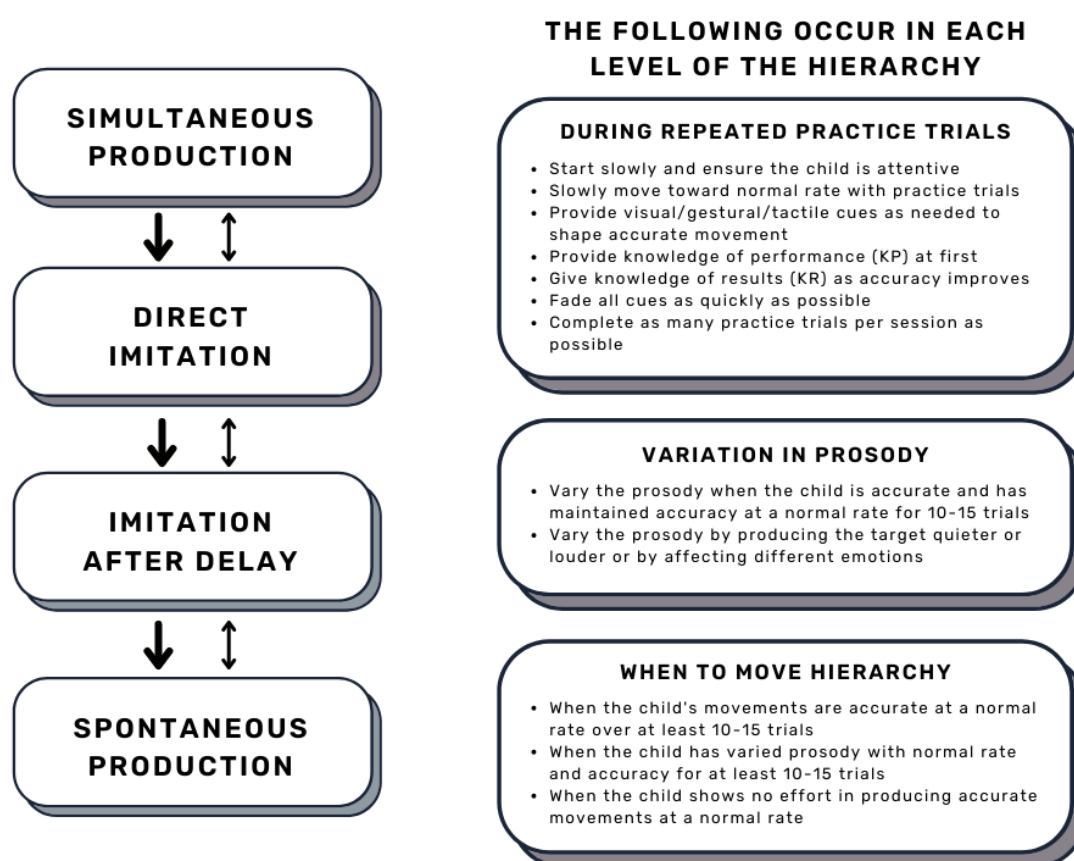 SIMULTANEOUS
PRODUCTION
DIRECT
IMITATION
IMITATION
AFTER DELAY
SPONTANEOUS
PRODUCTION
THE FOLLOWING OCCUR IN EACH
LEVEL OF THE HIERARCHY
DURING REPEATED PRACTICE TRIALS
• Start slowly and ensure the child is attentive
• Slowly move toward normal rate with practice trials
• Provide visual/gestural/tactile cues as needed to
shape accurate movement
• Provide knowledge of performance (KP) at first
• Give knowledge of results (KR) as accuracy improves
• Fade all cues as quickly as possible
• Complete as many practice trials per session as
possible
VARIATION IN PROSODY
• Vary the prosody when the child is accurate and has
maintained accuracy at a normal rate for 10-15 trials
• Vary the prosody by producing the target quieter or
louder or by affecting different emotions
WHEN TO MOVE HIERARCHY
• When the child's movements are accurate at a normal
rate over at least 10-15 trials
• When the child has varied prosody with normal rate
and accuracy for at least 10-15 trials
• When the child shows no effort in producing accurate
movements at a normal rate